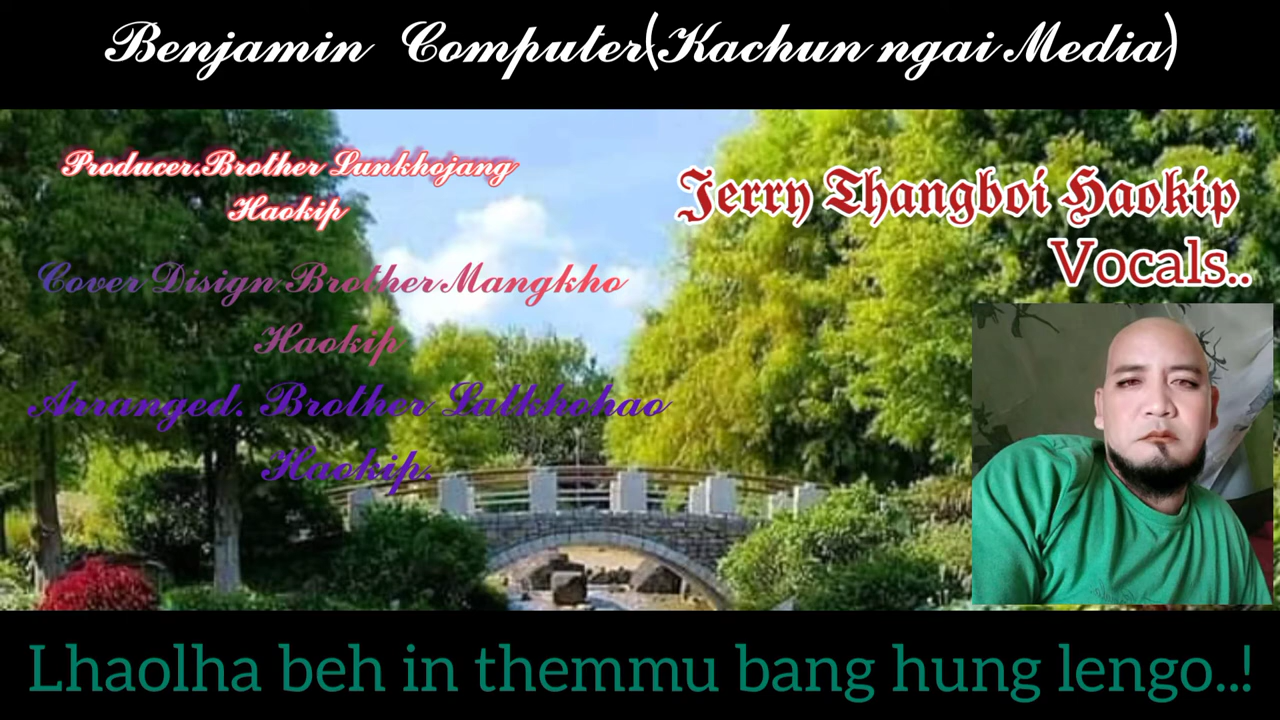 Benjamin Computer(Kachun ngai Media)
Producer.Brother Lunkhojang
Haokip
Cover Disign Brother Mangkho
Haokip
Arranged. Brother Latkhohao
Haokip.
Jerry Thangboi Haokip
Vocals..
Lhaolha beh in themmu bang hung lengo..!